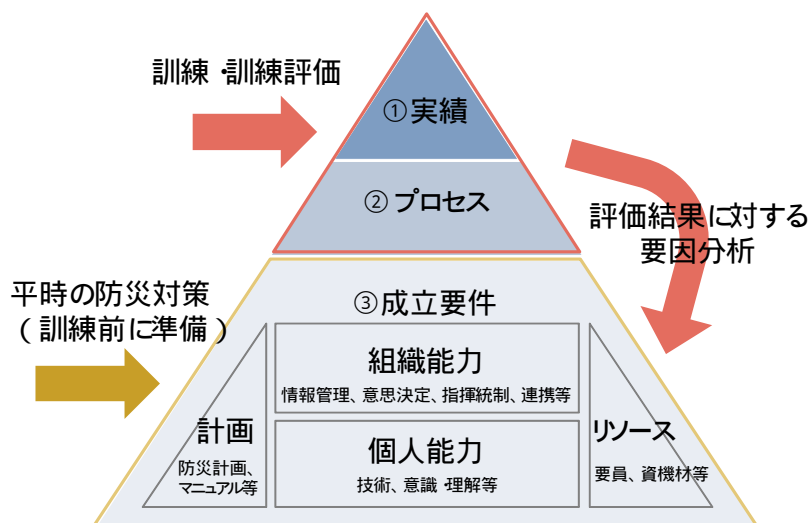 訓練・訓練評価
①実績
②プロセス
評価結果に対する
要因分析
平時の防災対策
（訓練前に準備）
③成立要件
組織能力
情報管理、意思決定、指揮統制、連携等
計画
防災計画、
マニュアル等
個人能力
技術、意識・理解等
リソース
要員、資機材等